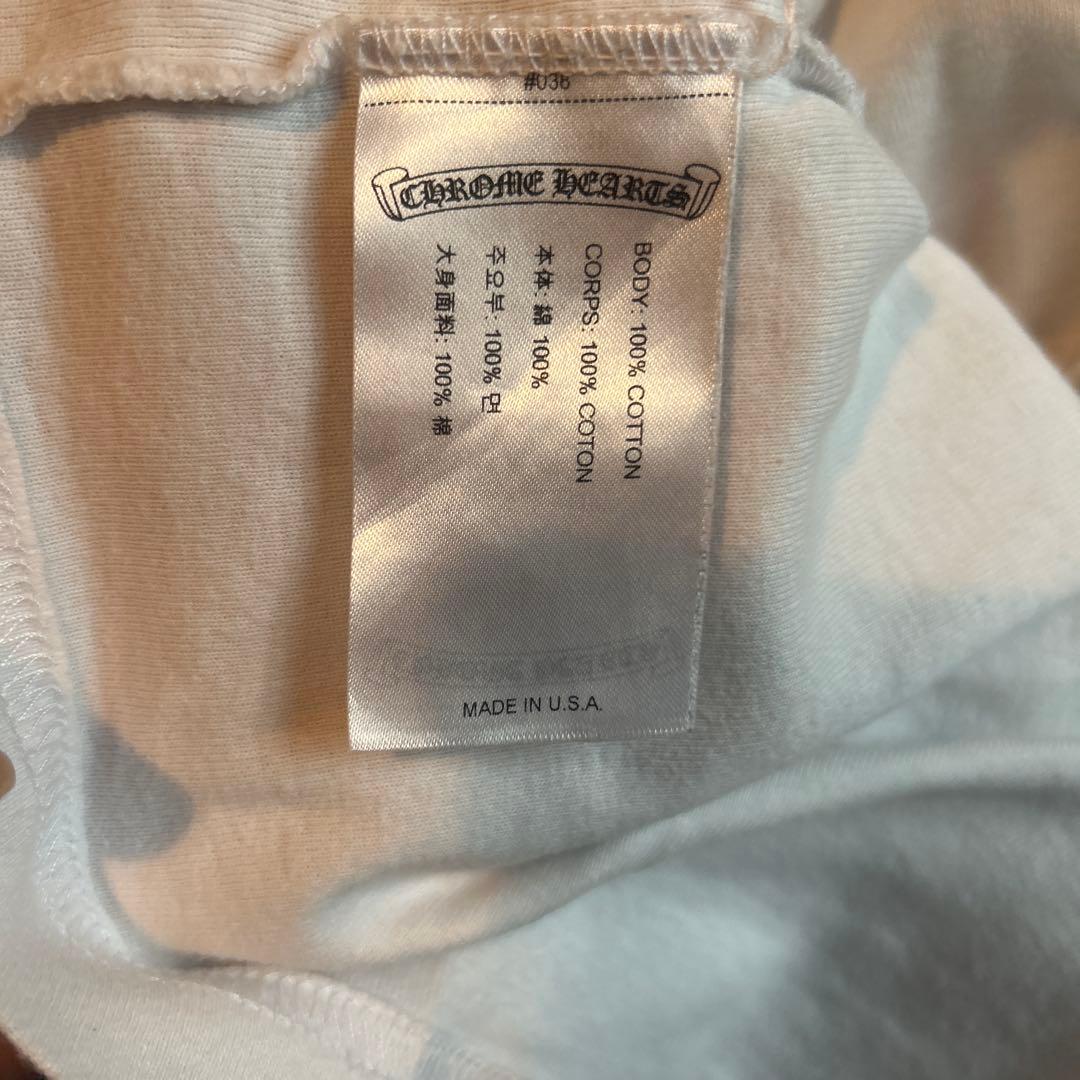 #036
CHROME HEARTS
BODY: 100% COTTON
CORPS: 100% COTON
本体: 綿 100%
주요부: 100% 면
大身面料: 100% 棉
MADE IN U.S.A.